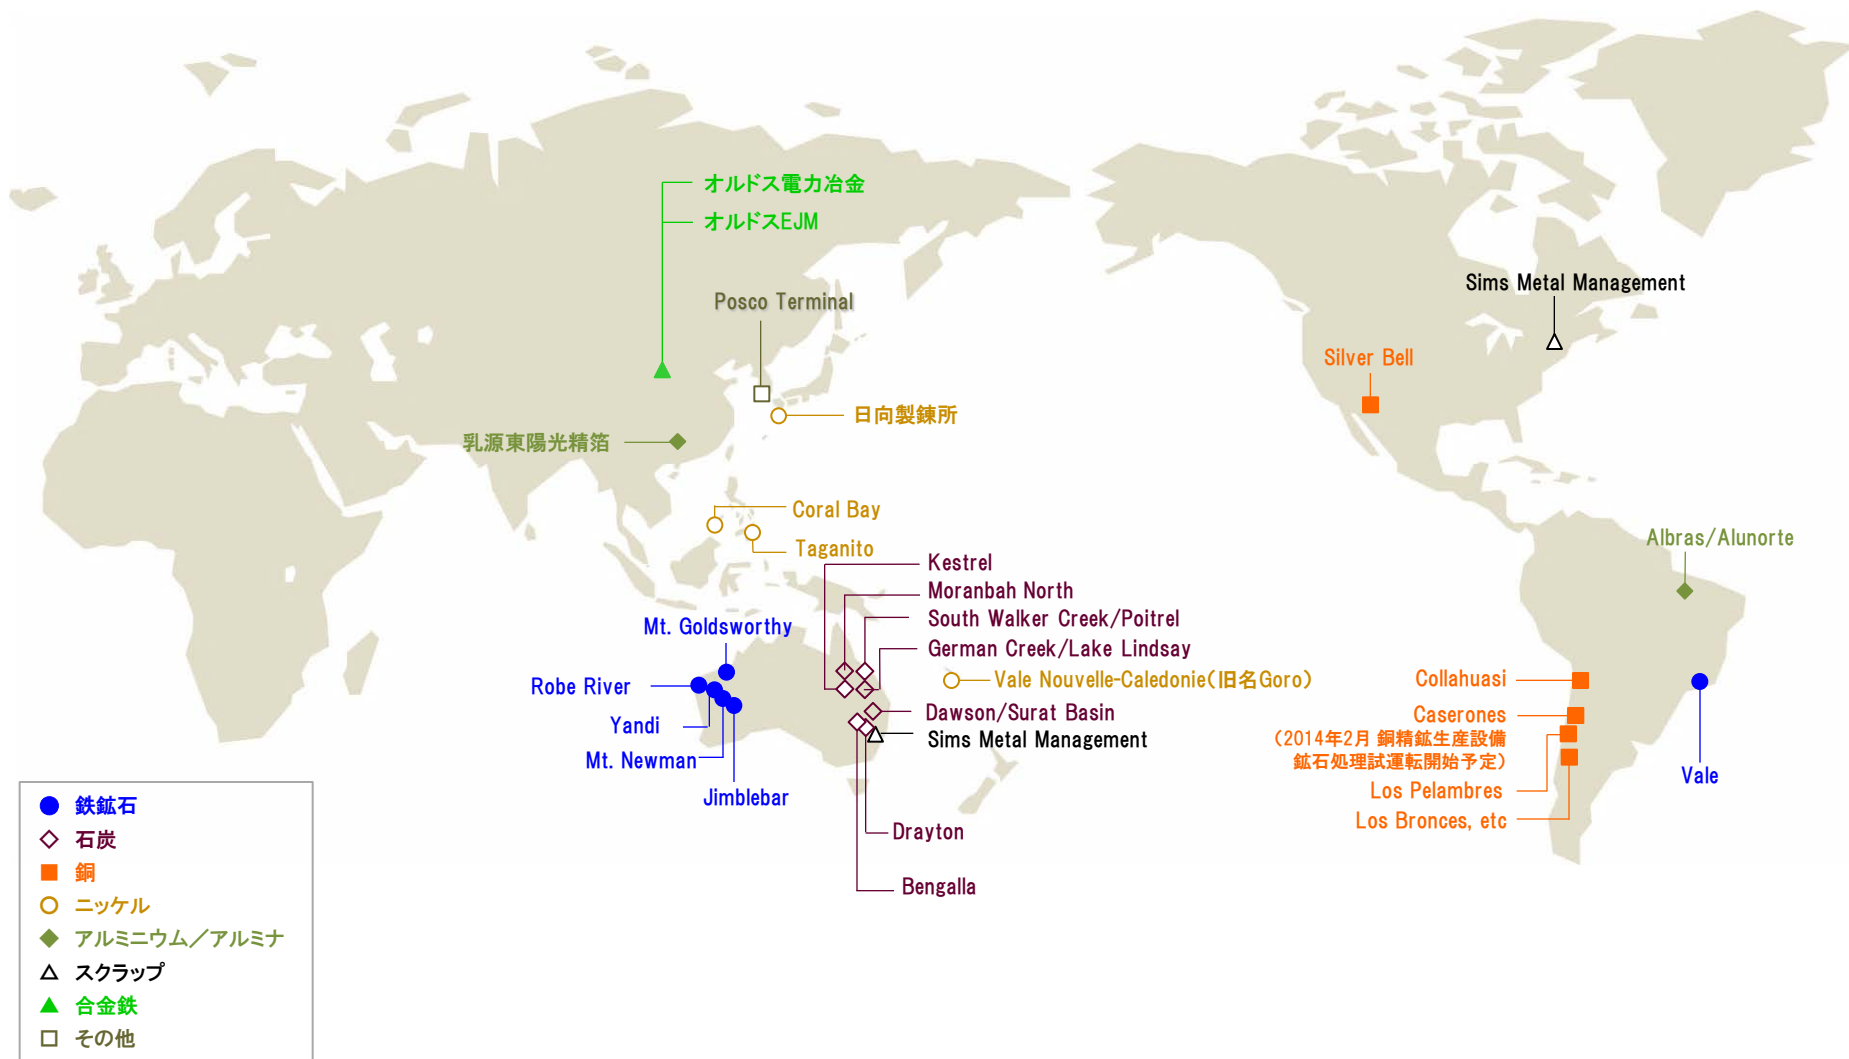 オルドス電力冶金
オルドスEJM
Sims Metal Management
Posco Terminal
Silver Bell
日向製錬所
乳源東陽光精箔
Coral Bay
Taganito
Albras/Alunorte
Kestrel
Moranbah North
South Walker Creek/Poitrel
German Creek/Lake Lindsay
Mt. Goldsworthy
Robe River
Vale Nouvelle-Caledonie(旧名Goro)
Collahuasi
Yandi
Dawson/Surat Basin
Caserones
(2014年2月 銅精鉱生産設備
鉱石処理試運転開始予定)
Sims Metal Management
Mt. Newman
Vale
Jimblebar
Los Pelambres
Los Bronces, etc
Drayton
Bengalla
鉄鉱石
石炭
銅
ニッケル
アルミニウム/アルミナ
スクラップ
合金鉄
その他